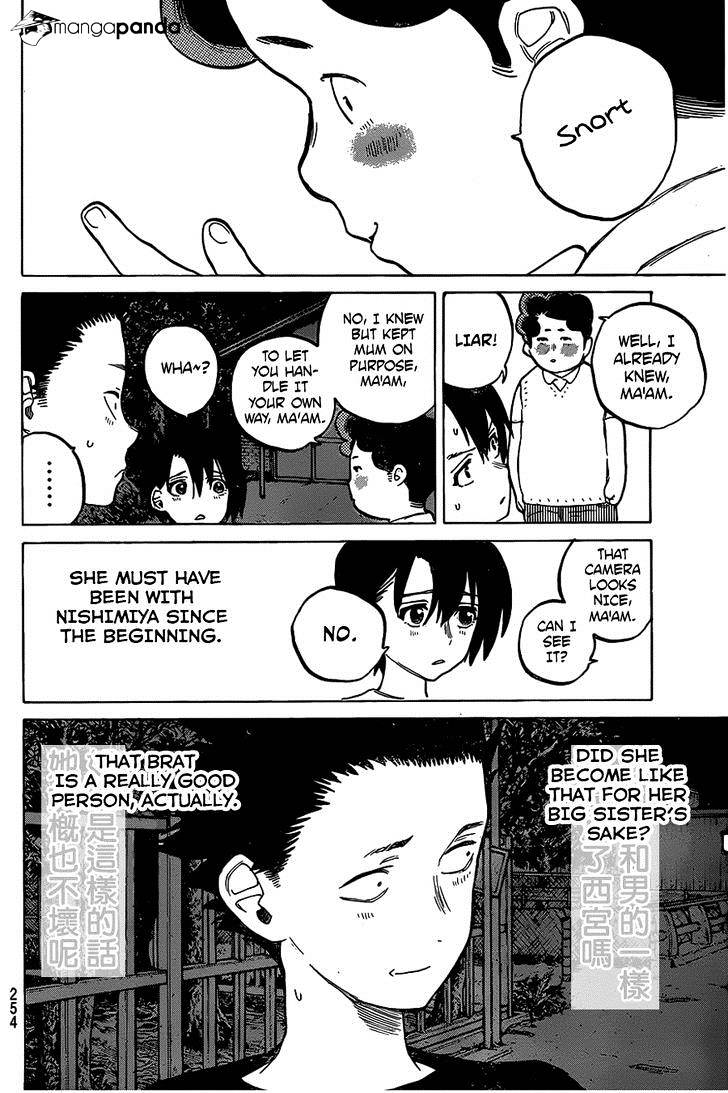 mangapanda
Snort
WELL, I
ALREADY
KNEW,
MA'AM.
LIAR!
NO, I KNEW
BUT KEPT
MUM ON
PURPOSE,
MA'AM,
TO LET
YOU HAN-
DLE IT
YOUR OWN
WAY, MA'AM.
WHA~?
......
THAT
CAMERA
LOOKS
NICE,
MA'AM.
CAN I
SEE
IT?
NO.
SHE MUST HAVE
BEEN WITH
NISHIMIYA SINCE
THE BEGINNING.
DID SHE
BECOME LIKE
THAT FOR HER
BIG SISTER'S
SAKE?
和男的一樣
了西宮嗎
THAT BRAT
IS A REALLY GOOD
PERSON, ACTUALLY.
是這樣的話
概也不壞呢
254